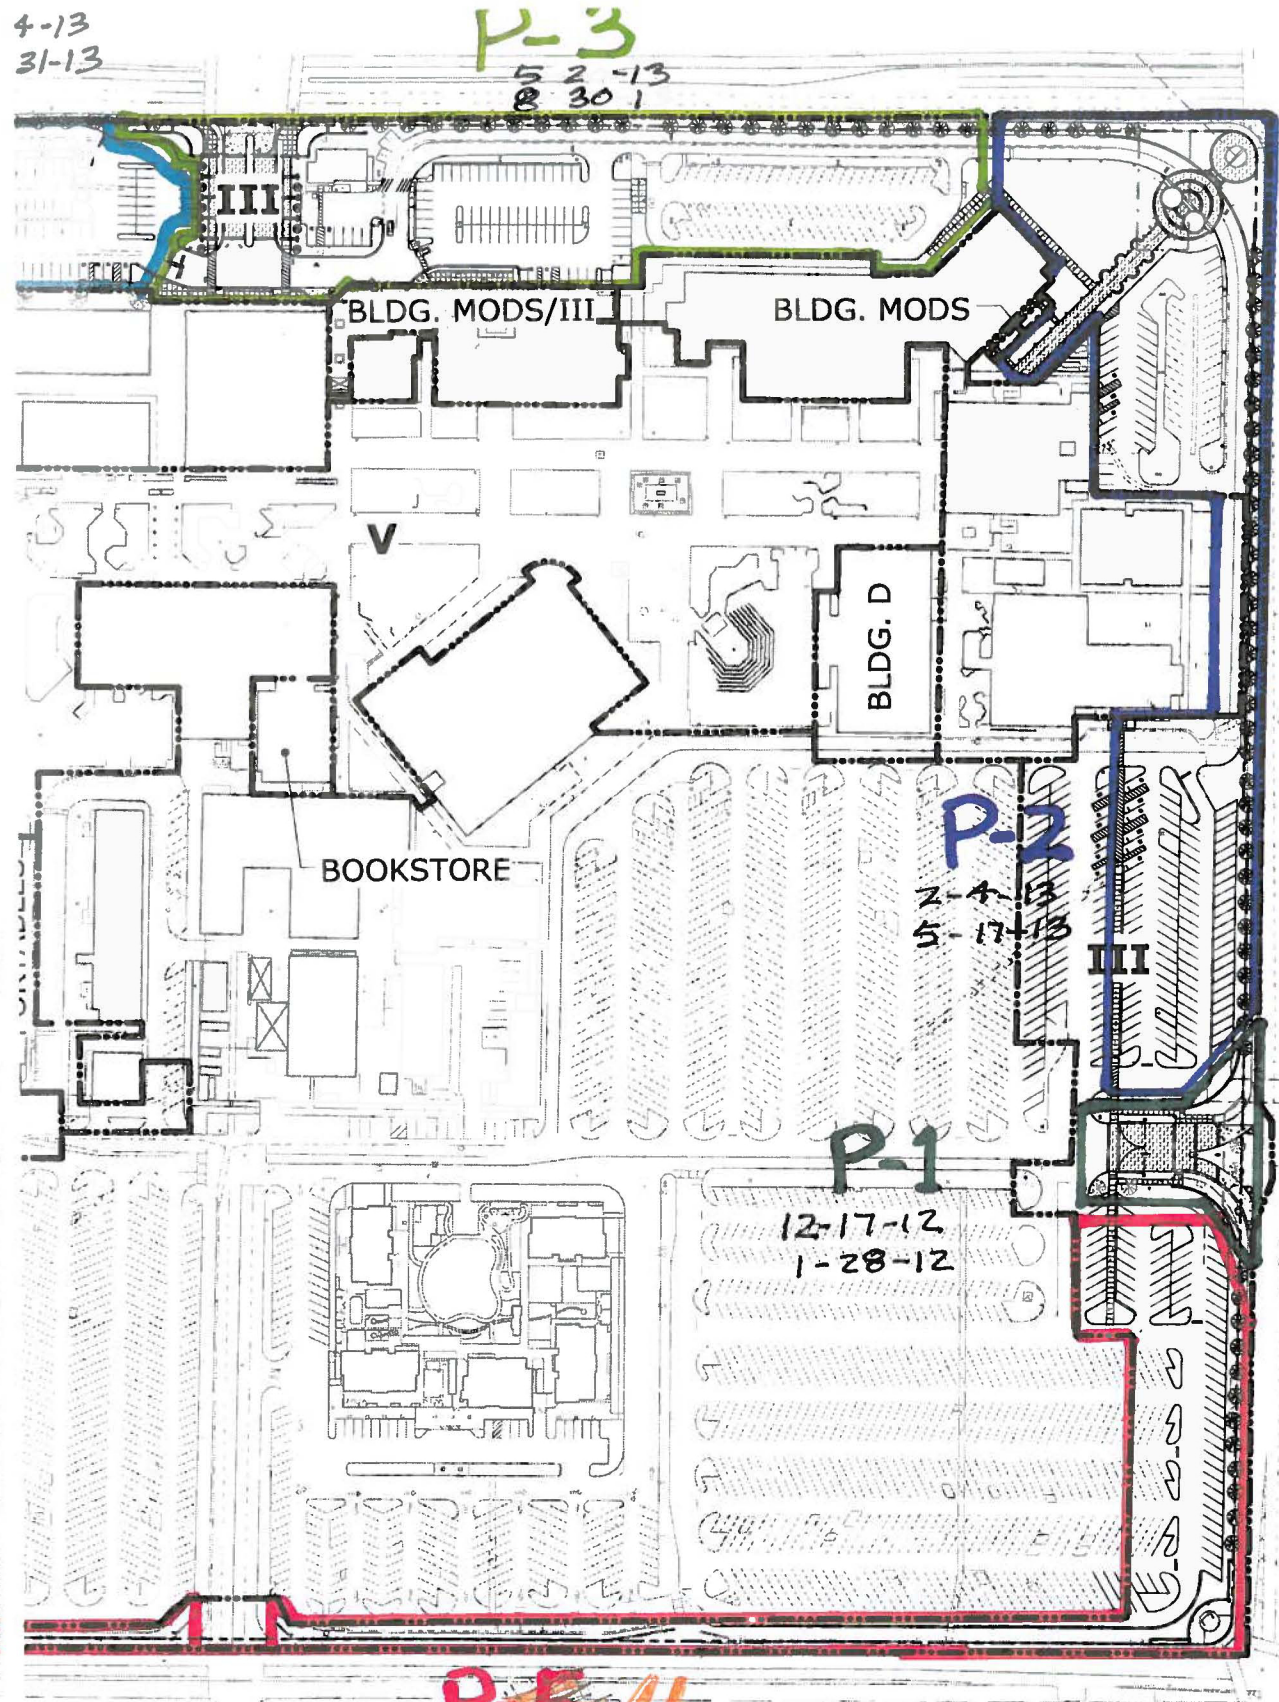 4-13
31-13
P-3
5 2 -13
8 30 1
III
BLDG. MODS/III
BLDG. MODS
V
BLDG. D
P-2
BOOKSTORE
2-4-13
5-17-13
III
P-1
12-17-12
1-28-12